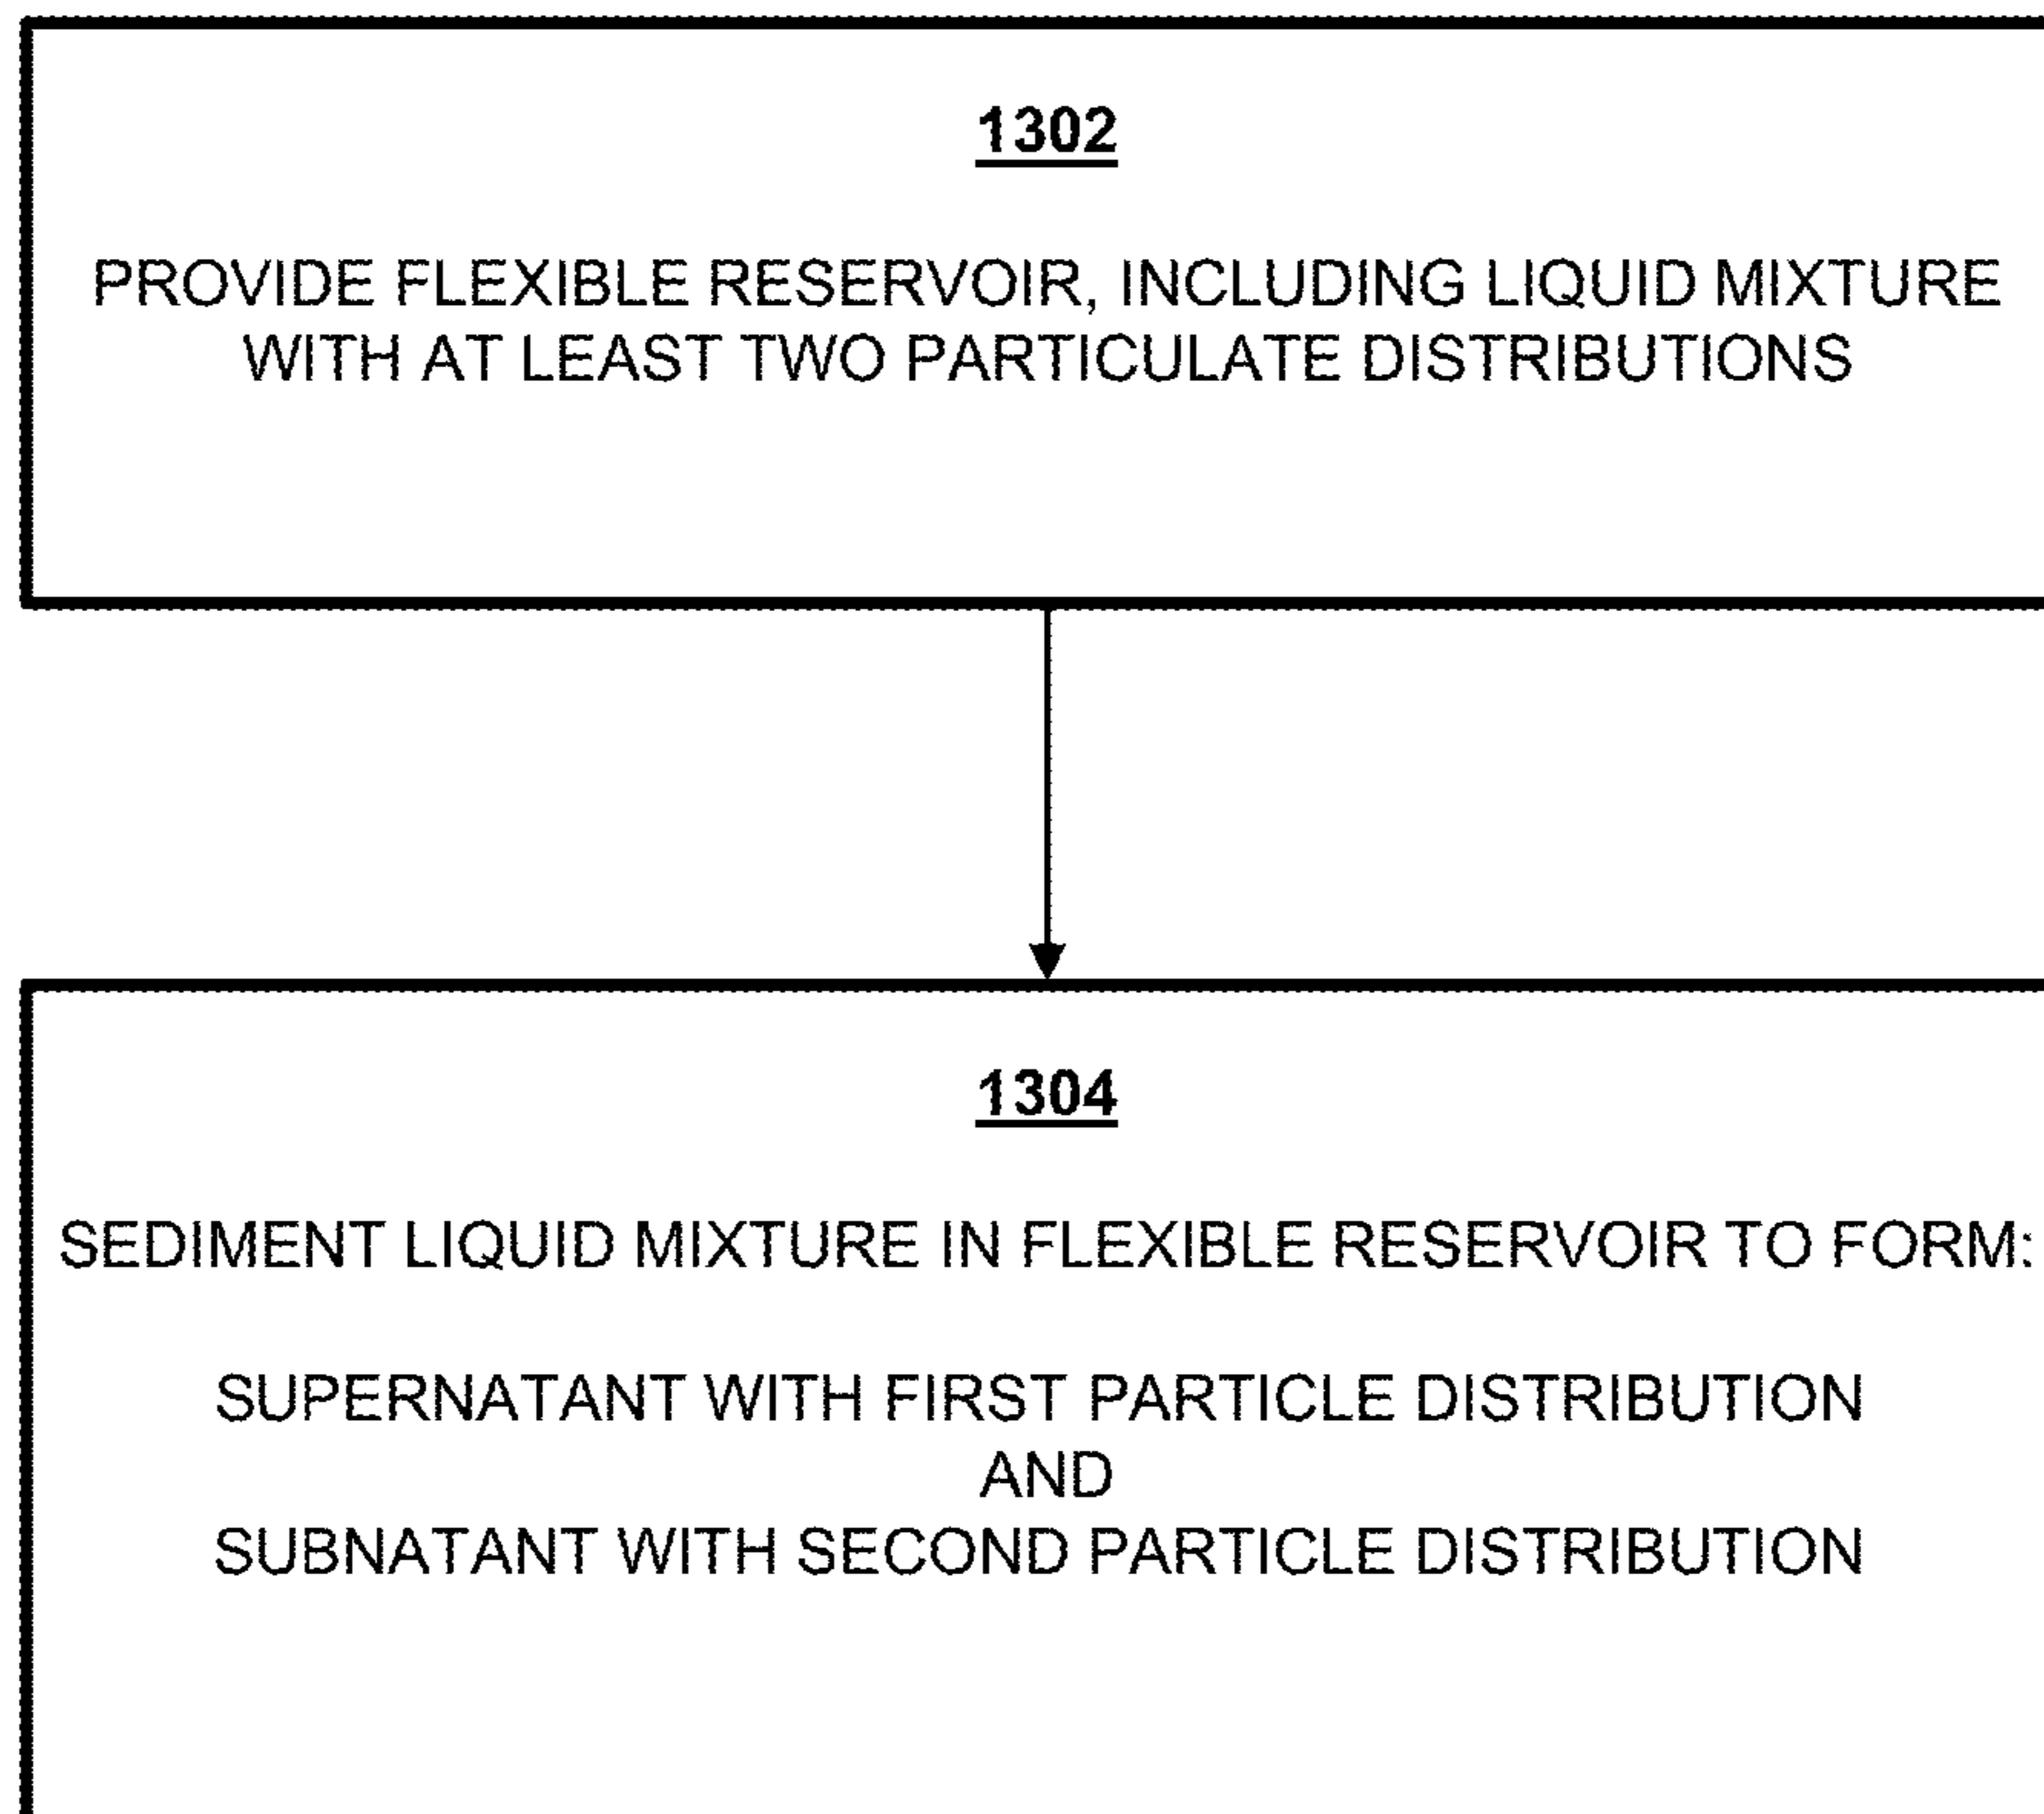 1302
PROVIDE FLEXIBLE RESERVOIR, INCLUDING LIQUID MIXTURE
WITH AT LEAST TWO PARTICULATE DISTRIBUTIONS
1304
SEDIMENT LIQUID MIXTURE IN FLEXIBLE RESERVOIR TO FORM:
SUPERNATANT WITH FIRST PARTICLE DISTRIBUTION
AND
SUBNATANT WITH SECOND PARTICLE DISTRIBUTION